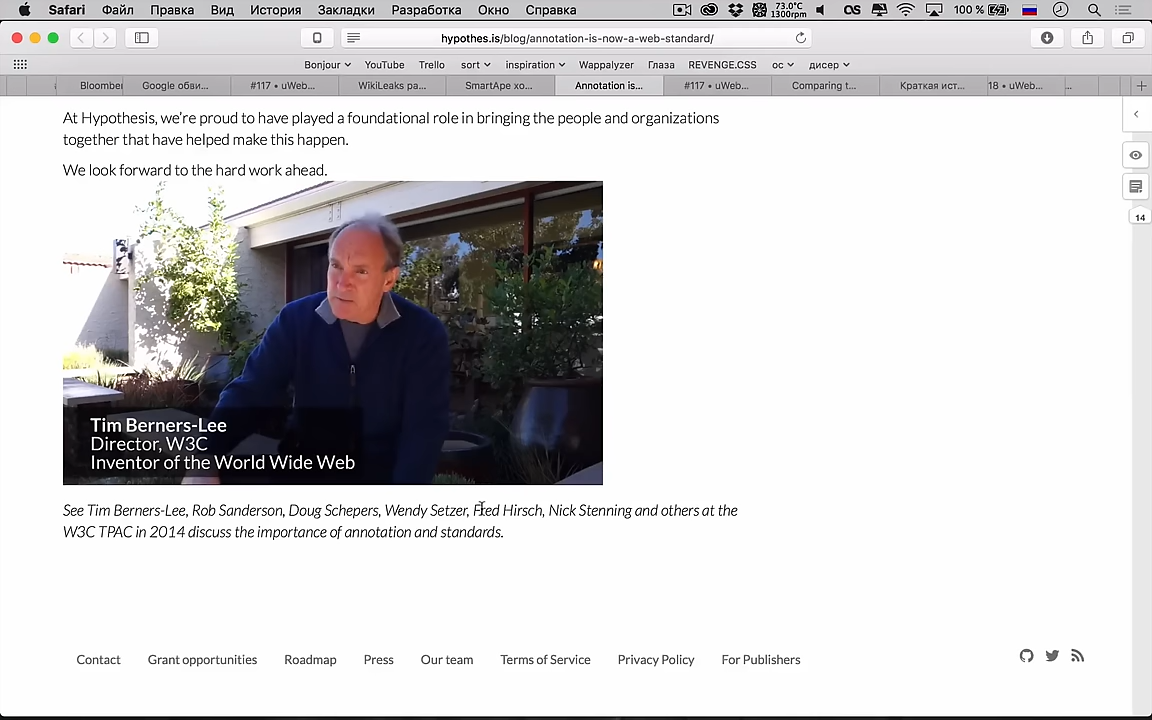 Safari Файл Правка Вид История Закладки Разработка Окно Справка 73.0°C 1300rpm 100 %
hypothes.is/blog/annotation-is-now-a-web-standard/
Bonjour YouTube Trello sort inspiration Wappalyzer Глаза REVENGE.CSS ос дисер
Bloomber Google обви... #117 • uWeb... WikiLeaks ра... SmartApe хо... Annotation is... #117 • uWeb... Comparing t... Краткая ист... 18 • uWeb... ...
At Hypothesis, we’re proud to have played a foundational role in bringing the people and organizations
together that have helped make this happen.
We look forward to the hard work ahead.
14
Tim Berners-Lee
Director, W3C
Inventor of the World Wide Web
See Tim Berners-Lee, Rob Sanderson, Doug Schepers, Wendy Setzer, Fred Hirsch, Nick Stenning and others at the
W3C TPAC in 2014 discuss the importance of annotation and standards.
Contact Grant opportunities Roadmap Press Our team Terms of Service Privacy Policy For Publishers